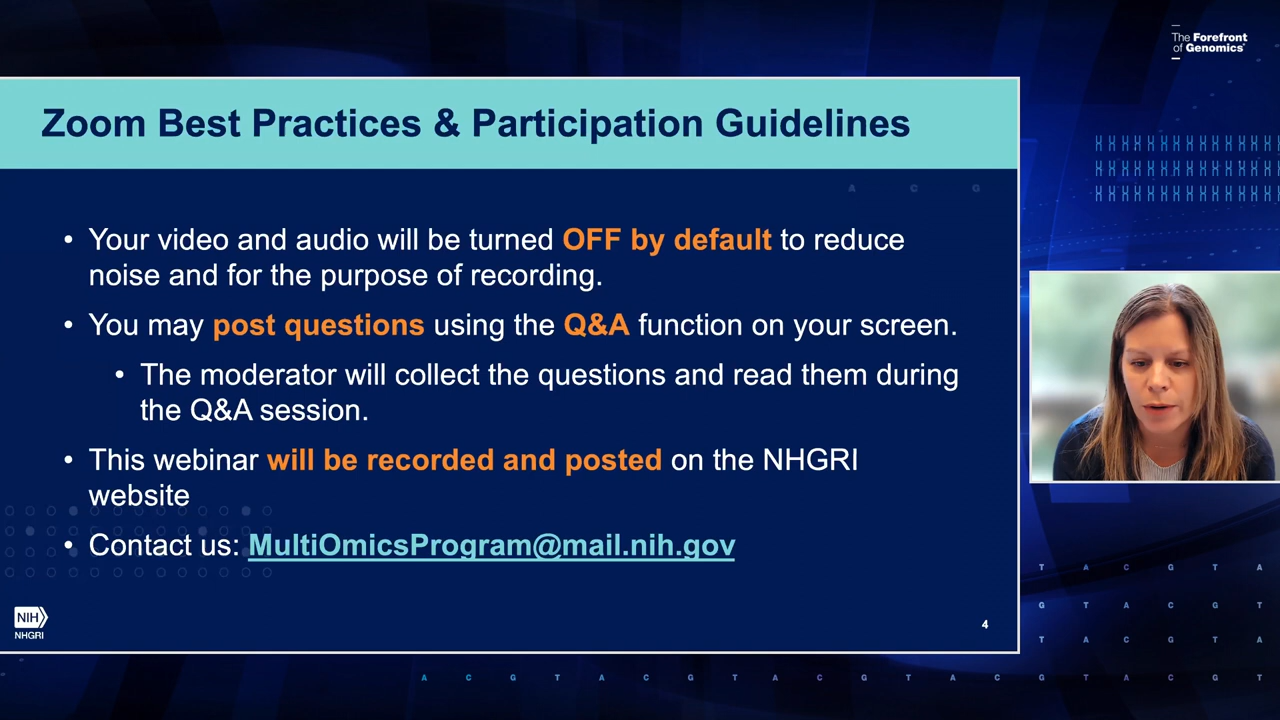 The Forefront
of Genomics®
Zoom Best Practices & Participation Guidelines
A C G
• Your video and audio will be turned OFF by default to reduce
noise and for the purpose of recording.
• You may post questions using the Q&A function on your screen.
• The moderator will collect the questions and read them during
the Q&A session.
• This webinar will be recorded and posted on the NHGRI
website
• Contact us: MultiOmicsProgram@mail.nih.gov
NIH
NHGRI
4
T A C G T A
G T A C G T
T A C G T A
A C G T A C G T A C G T A C G T A C G T